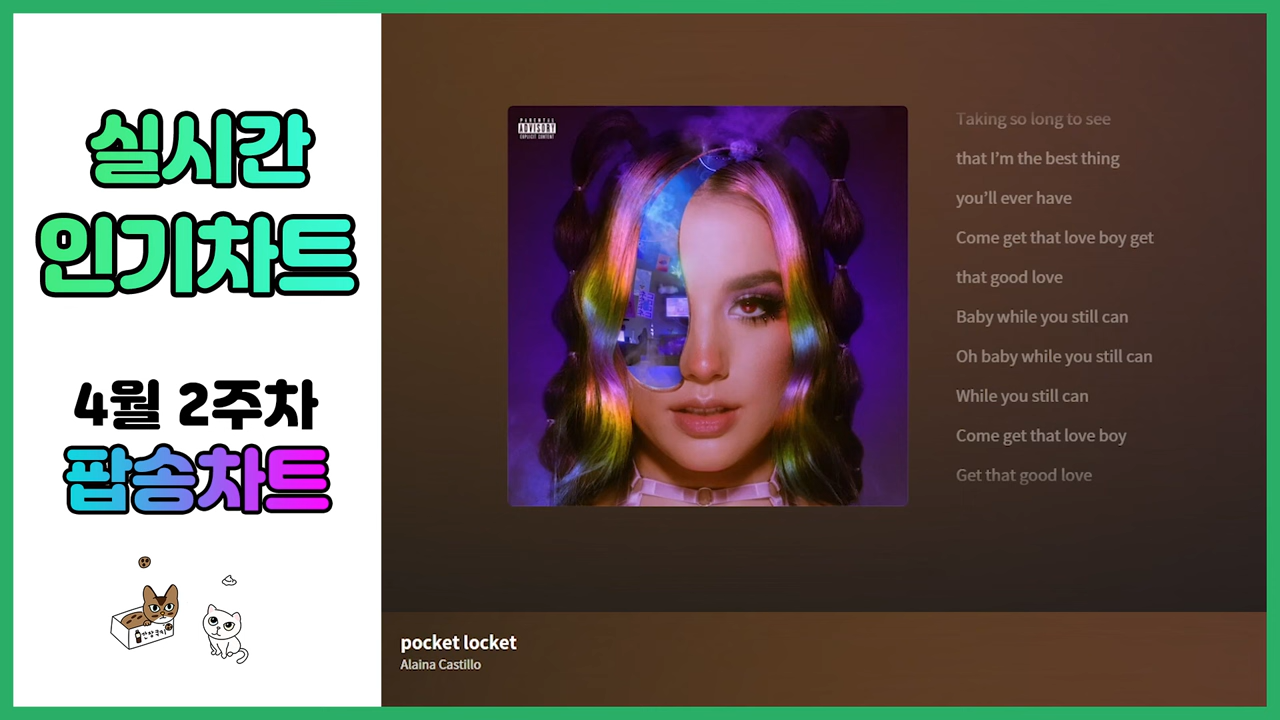 실시간
인기차트
4월 2주차
팝송차트
PARENTAL
ADVISORY
EXPLICIT CONTENT
Taking so long to see
that I'm the best thing
you'll ever have
Come get that love boy get
that good love
Baby while you still can
Oh baby while you still can
While you still can
Come get that love boy
Get that good love
pocket locket
Alaina Castillo